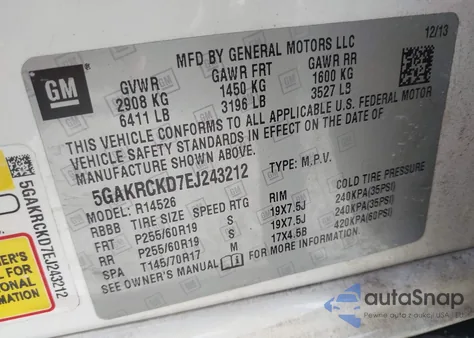 12/13
MFD BY GENERAL MOTORS LLC
GM
GVWR GAWR FRT GAWR RR
2908 KG 1450 KG 1600 KG
6411 LB 3196 LB 3527 LB
THIS VEHICLE CONFORMS TO ALL APPLICABLE U.S. FEDERAL MOTOR
VEHICLE SAFETY STANDARDS IN EFFECT ON THE DATE OF
MANUFACTURE SHOWN ABOVE.
5GAKRCKD7EJ243212 TYPE: M.P.V.
MODEL: R14526
RBBB TIRE SIZE SPEED RTG RIM COLD TIRE PRESSURE
FRT P255/60R19 S 19X7.5J 240KPA(35PSI)
RR P255/60R19 S 19X7.5J 240KPA(35PSI)
SPA T145/70R17 M 17X4.5B 420KPA(60PSI)
SEE OWNER'S MANUAL FOR MORE INFORMATION.
5GAKRCKD7EJ243212
autoSnap
Pewne auto z aukcji USA